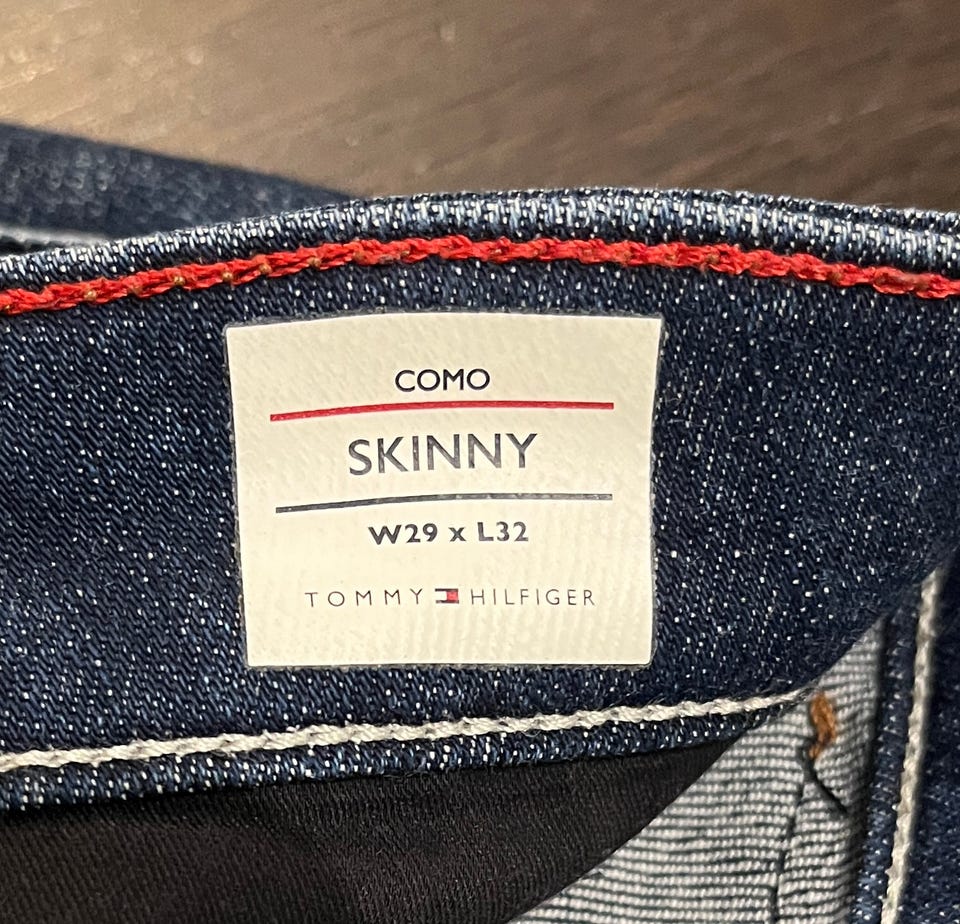 COMO
SKINNY
W29 x L32
TOMMY HILFIGER